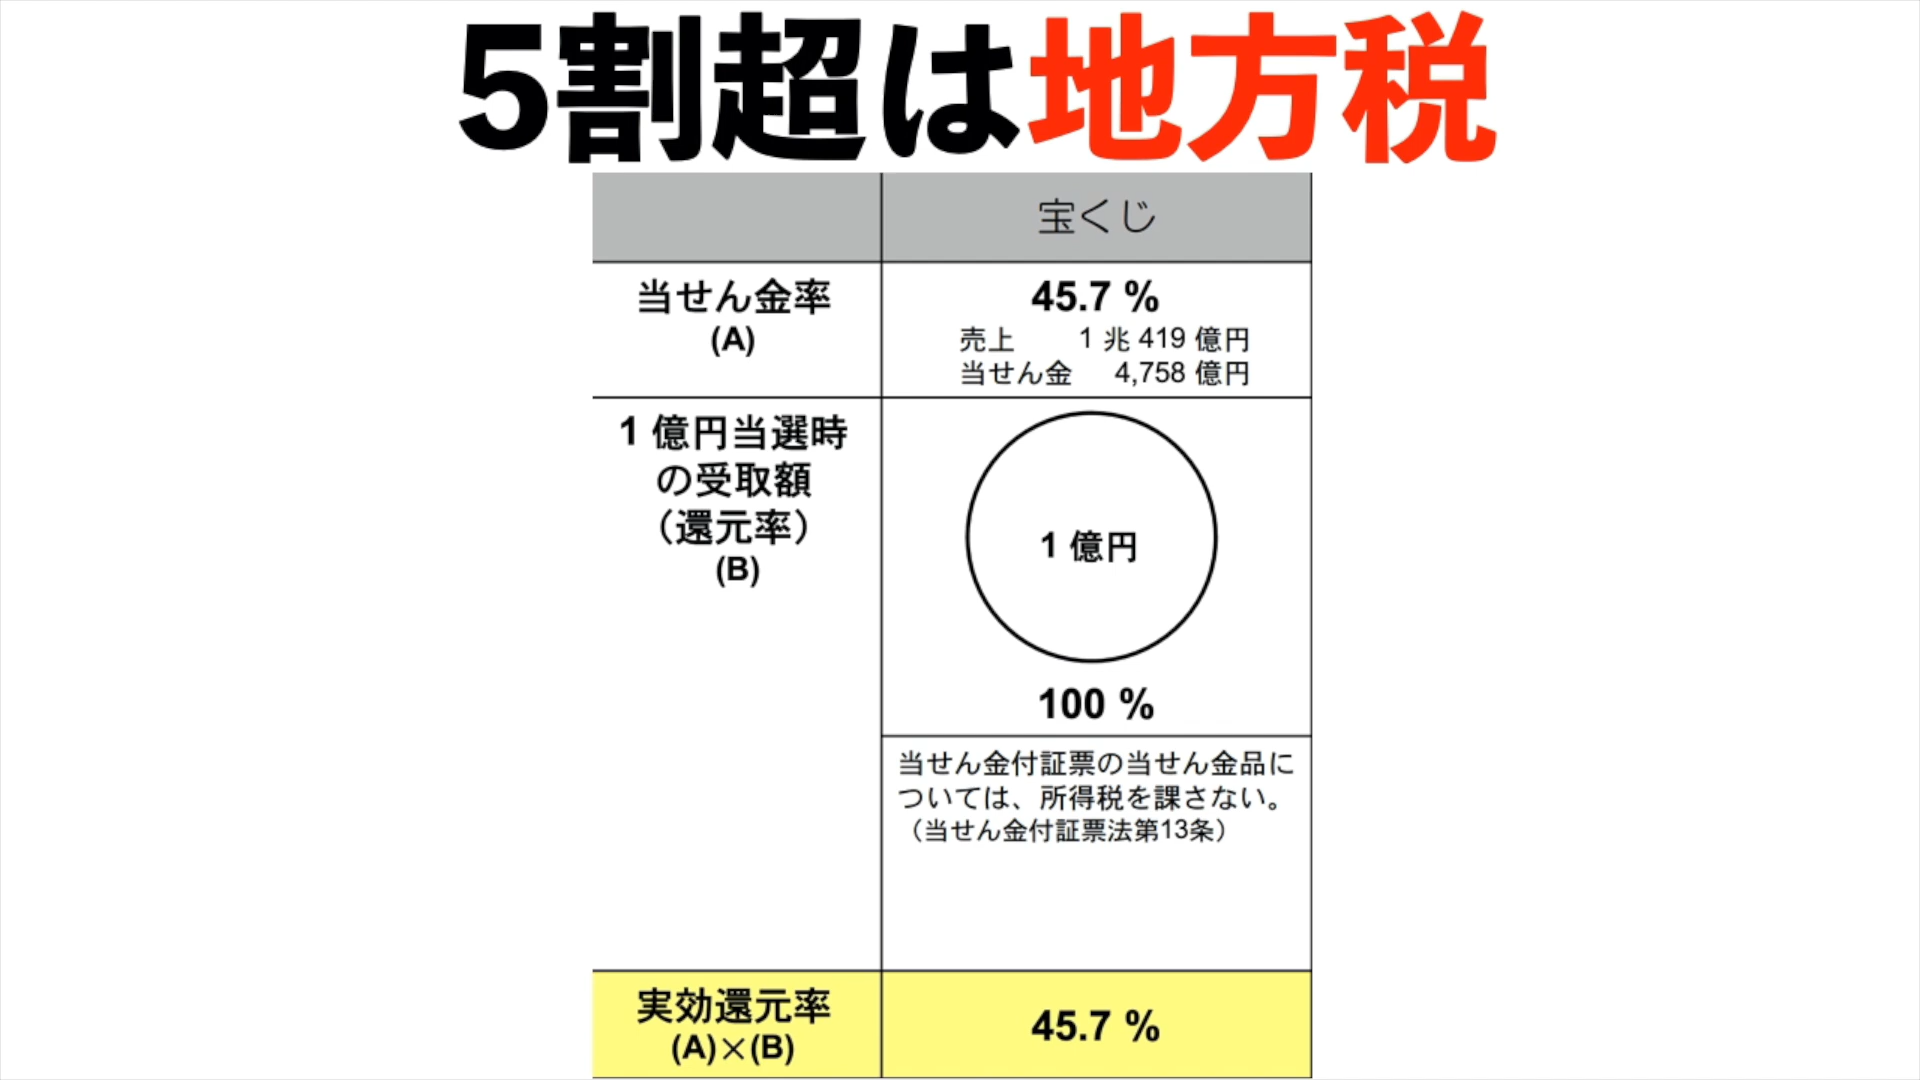 5割超は地方税
宝くじ
当せん金率
(A)
45.7 %
売上 1 兆 419 億円
当せん金 4,758 億円
1 億円当選時
の受取額
（還元率）
(B)
1 億円
100 %
当せん金付証票の当せん金品に
ついては、所得税を課さない。
（当せん金付証票法第13条）
実効還元率
(A)×(B)
45.7 %